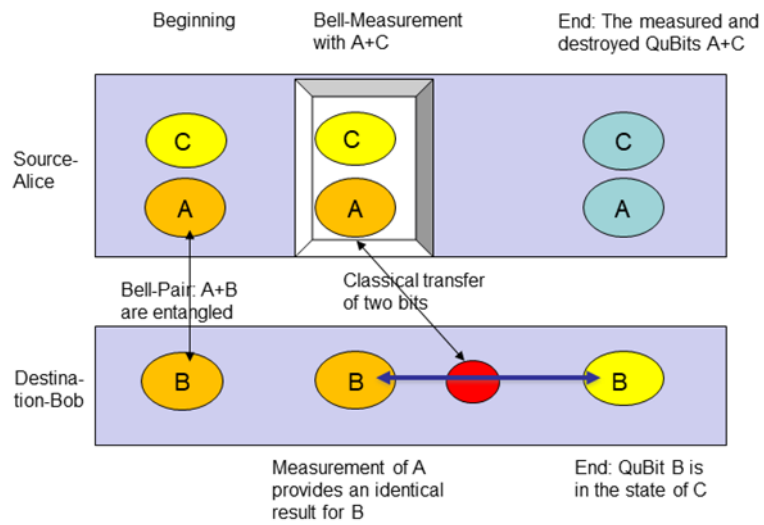 Beginning
Bell-Measurement
with A+C
End: The measured and
destroyed QuBits A+C
Source-
Alice
C
A
C
A
C
A
Bell-Pair: A+B
are entangled
Classical transfer
of two bits
Destina-
tion-Bob
B
B
B
Measurement of A
provides an identical
result for B
End: QuBit B is
in the state of C